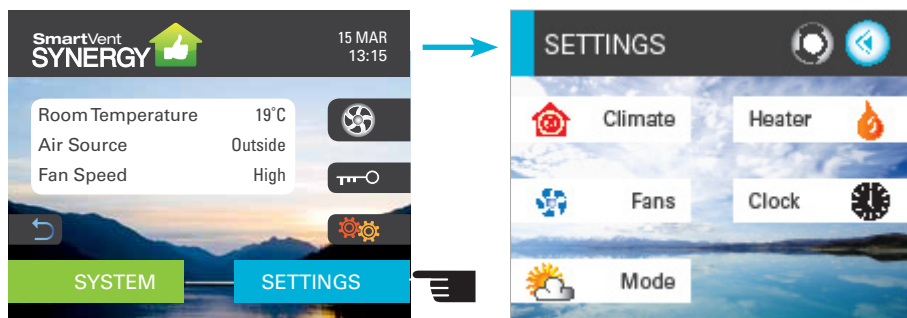 SmartVent
SYNERGY
15 MAR
13:15
Room Temperature 19°C
Air Source Outside
Fan Speed High
SYSTEM SETTINGS
SETTINGS
Climate Heater
Fans Clock
Mode